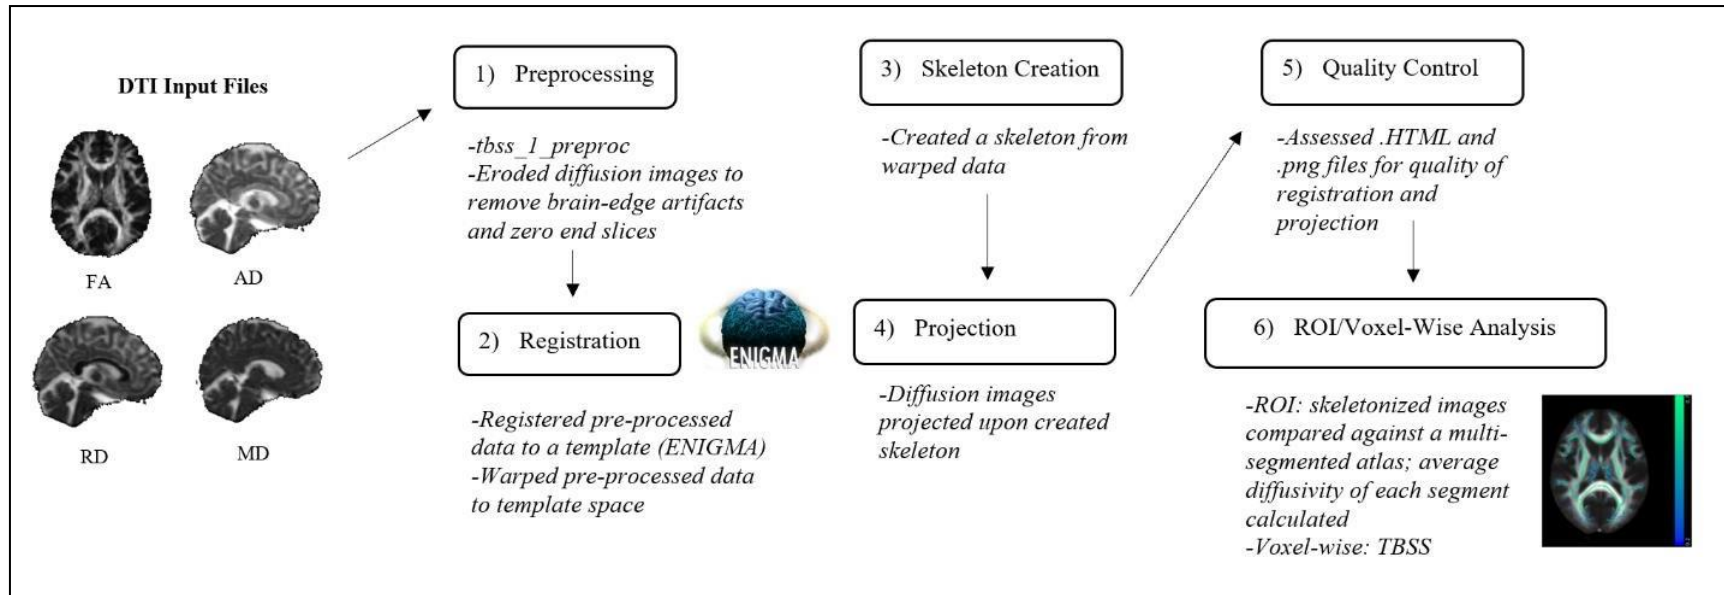 DTI Input Files
FA
AD
RD
MD
1) Preprocessing
-tbss_1_preproc
-Eroded diffusion images to
remove brain-edge artifacts
and zero end slices
2) Registration
ENIGMA
-Registered pre-processed
data to a template (ENIGMA)
-Warped pre-processed data
to template space
3) Skeleton Creation
-Created a skeleton from
warped data
4) Projection
-Diffusion images
projected upon created
skeleton
5) Quality Control
-Assessed .HTML and
.png files for quality of
registration and
projection
6) ROI/Voxel-Wise Analysis
-ROI: skeletonized images
compared against a multi-
segmented atlas; average
diffusivity of each segment
calculated
-Voxel-wise: TBSS